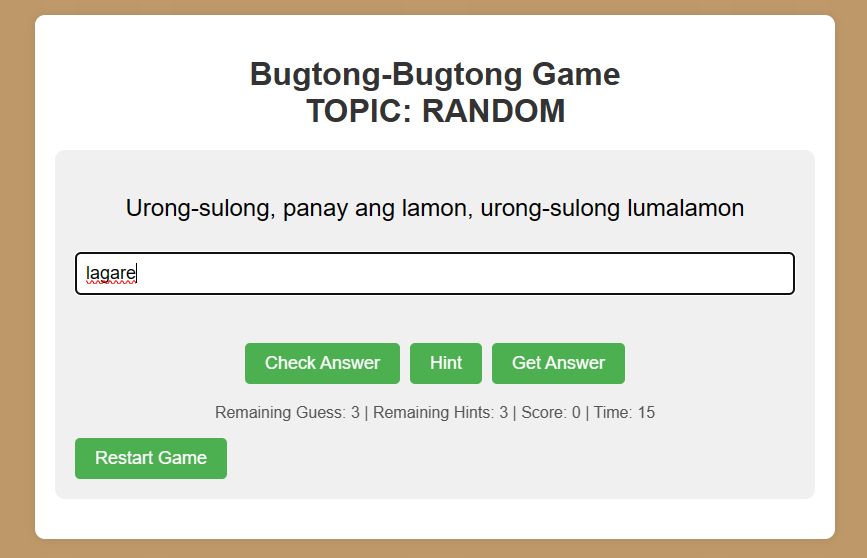 Bugtong-Bugtong Game
TOPIC: RANDOM
Urong-sulong, panay ang lamon, urong-sulong lumalamon
lagare
Check Answer
Hint
Get Answer
Remaining Guess: 3 | Remaining Hints: 3 | Score: 0 | Time: 15
Restart Game